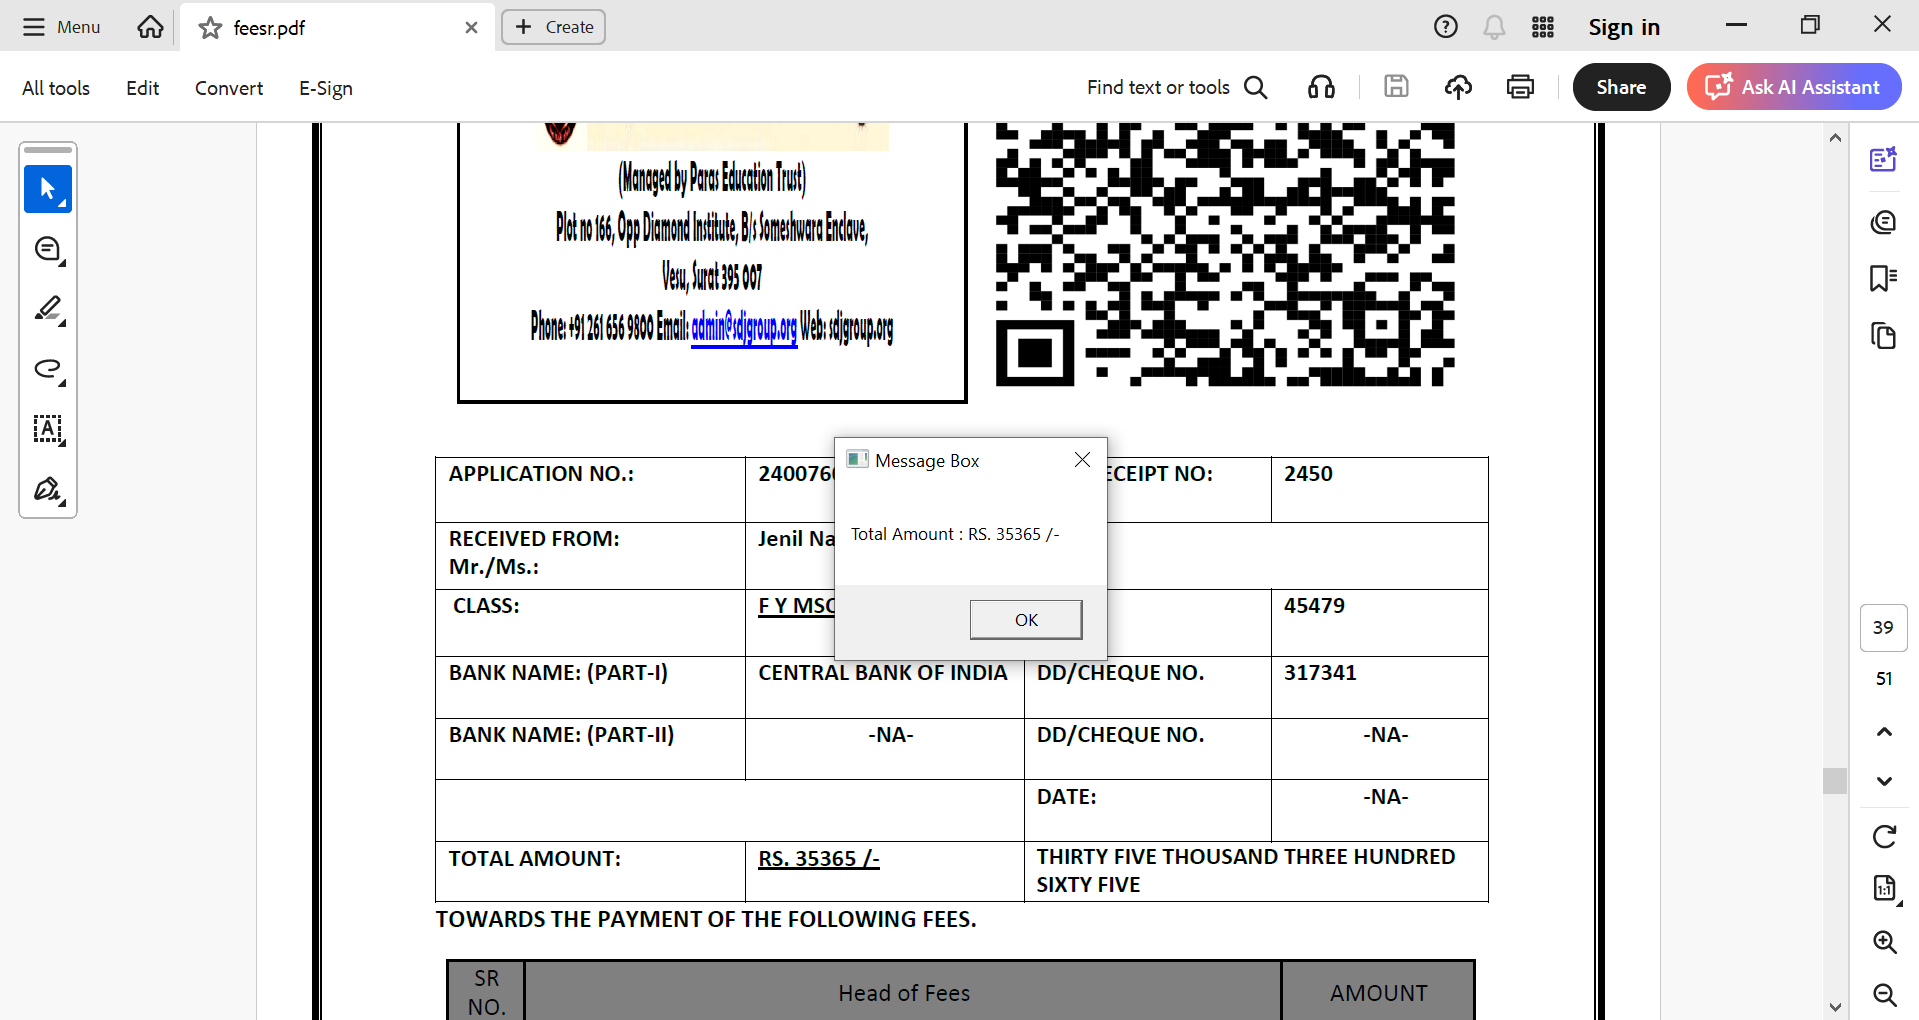 Menu
feesr.pdf
Create
Sign in
All tools
Edit
Convert
E-Sign
Find text or tools
Share
Ask AI Assistant
(Managed by Paras Education Trust)
Plot no 166, Opp Diamond Institute, B/s Someshwara Enclave,
Vesu, Surat 395 007
Phone: +91 261 656 9800 Email: admin@sdjgroup.org Web: sdjgroup.org
Message Box
Total Amount : RS. 35365 /-
OK
APPLICATION NO.: 240076 ECEIPT NO: 2450
RECEIVED FROM: Jenil Na
Mr./Ms.:
CLASS: F Y MSC 45479
BANK NAME: (PART-I) CENTRAL BANK OF INDIA DD/CHEQUE NO. 317341
BANK NAME: (PART-II) -NA- DD/CHEQUE NO. -NA-
DATE: -NA-
TOTAL AMOUNT: RS. 35365 /- THIRTY FIVE THOUSAND THREE HUNDRED
SIXTY FIVE
TOWARDS THE PAYMENT OF THE FOLLOWING FEES.
SR
NO. Head of Fees AMOUNT
39
51
1:1